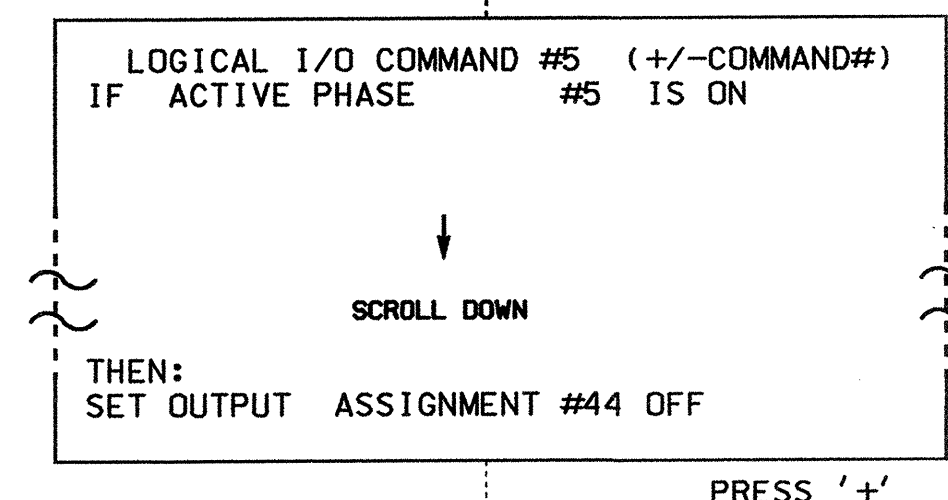 LOGICAL I/O COMMAND #5 (+/-COMMAND#)
IF ACTIVE PHASE #5 IS ON
SCROLL DOWN
THEN:
SET OUTPUT ASSIGNMENT #44 OFF
PRESS '+'